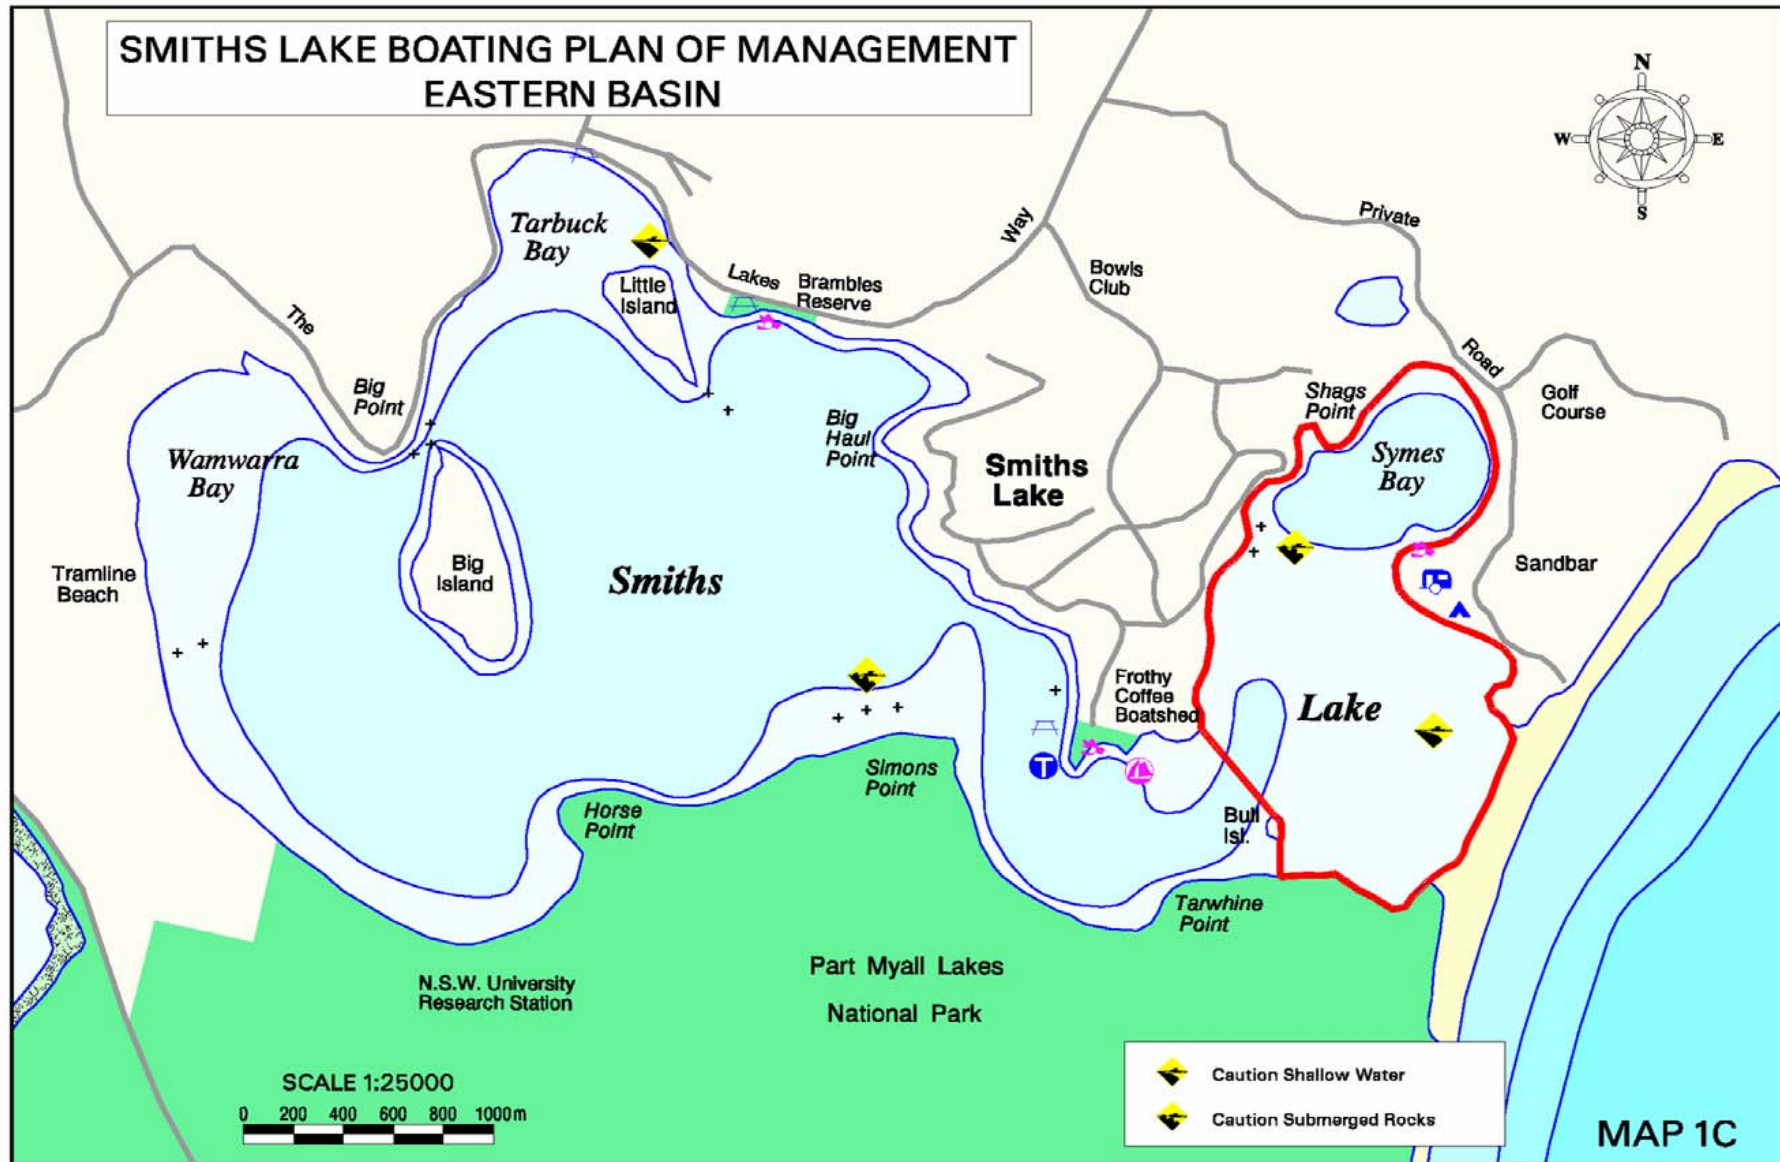 SMITHS LAKE BOATING PLAN OF MANAGEMENT
EASTERN BASIN
N
W
E
S
Tarbuck
Bay
Little
Island
Lakes
Brambles
Reserve
Way
Bowls
Club
Private
Road
The
Big
Point
Shags
Point
Golf
Course
Big
Haul
Point
Symes
Bay
Wamwarra
Bay
Smiths
Lake
Tramline
Beach
Big
Island
Smiths
Sandbar
Frothy
Coffee
Boatshed
Lake
Simons
Point
T
Horse
Point
Bull
Isl.
Tarwhine
Point
N.S.W. University
Research Station
Part Myall Lakes
National Park
SCALE 1:25000
0 200 400 600 800 1000m
Caution Shallow Water
Caution Submerged Rocks
MAP 1C